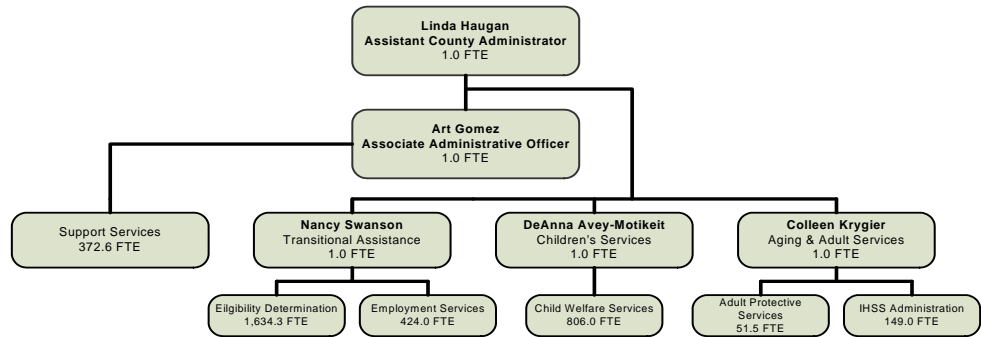 Linda Haugan
Assistant County Administrator
1.0 FTE
Art Gomez
Associate Administrative Officer
1.0 FTE
Support Services
372.6 FTE
Nancy Swanson
Transitional Assistance
1.0 FTE
DeAnna Avey-Motikeit
Children's Services
1.0 FTE
Colleen Krygier
Aging & Adult Services
1.0 FTE
Eilgibility Determination
1,634.3 FTE
Employment Services
424.0 FTE
Child Welfare Services
806.0 FTE
Adult Protective
Services
51.5 FTE
IHSS Administration
149.0 FTE